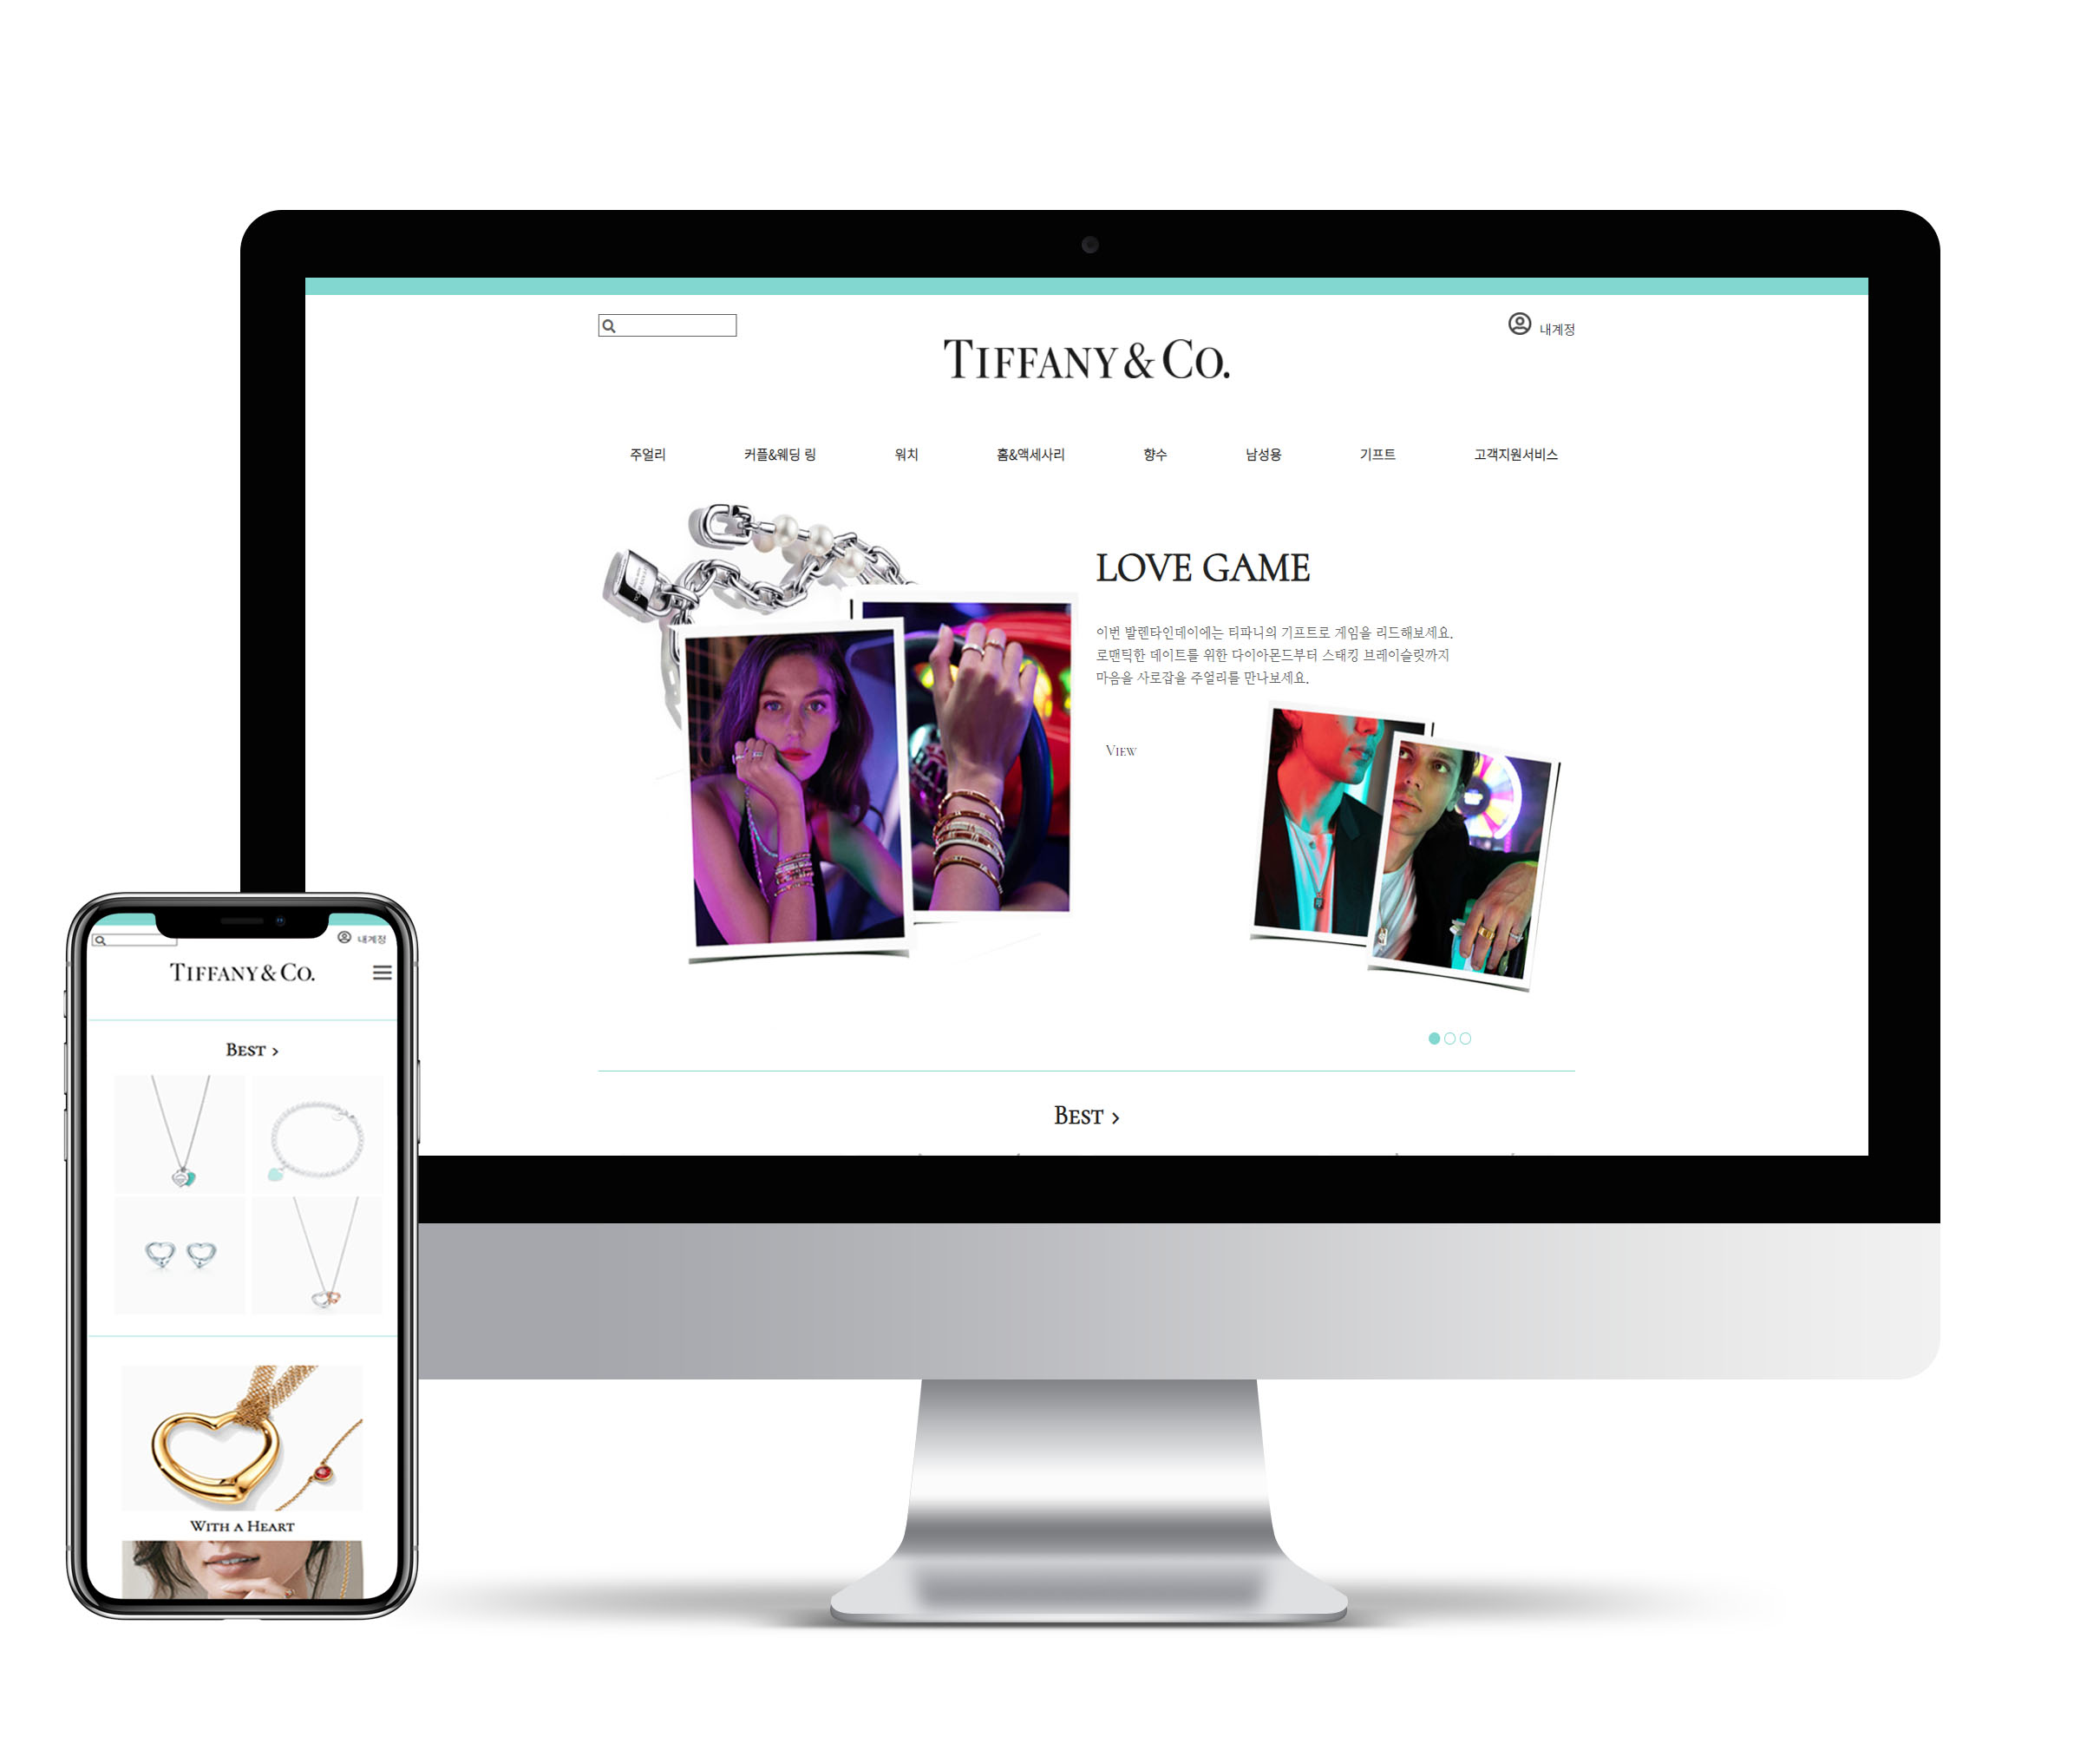 내계정
TIFFANY & CO.
주얼리 커플&웨딩 링 워치 홈&액세사리 향수 남성용 기프트 고객지원서비스
LOVE GAME
이번 발렌타인데이에는 티파니의 기프트로 게임을 리드해보세요.
로맨틱한 데이트를 위한 다이아몬드부터 스태킹 브레이슬릿까지
마음을 사로잡을 주얼리를 만나보세요.
VIEW
BEST >
내계정
TIFFANY & CO.
BEST >
WITH A HEART